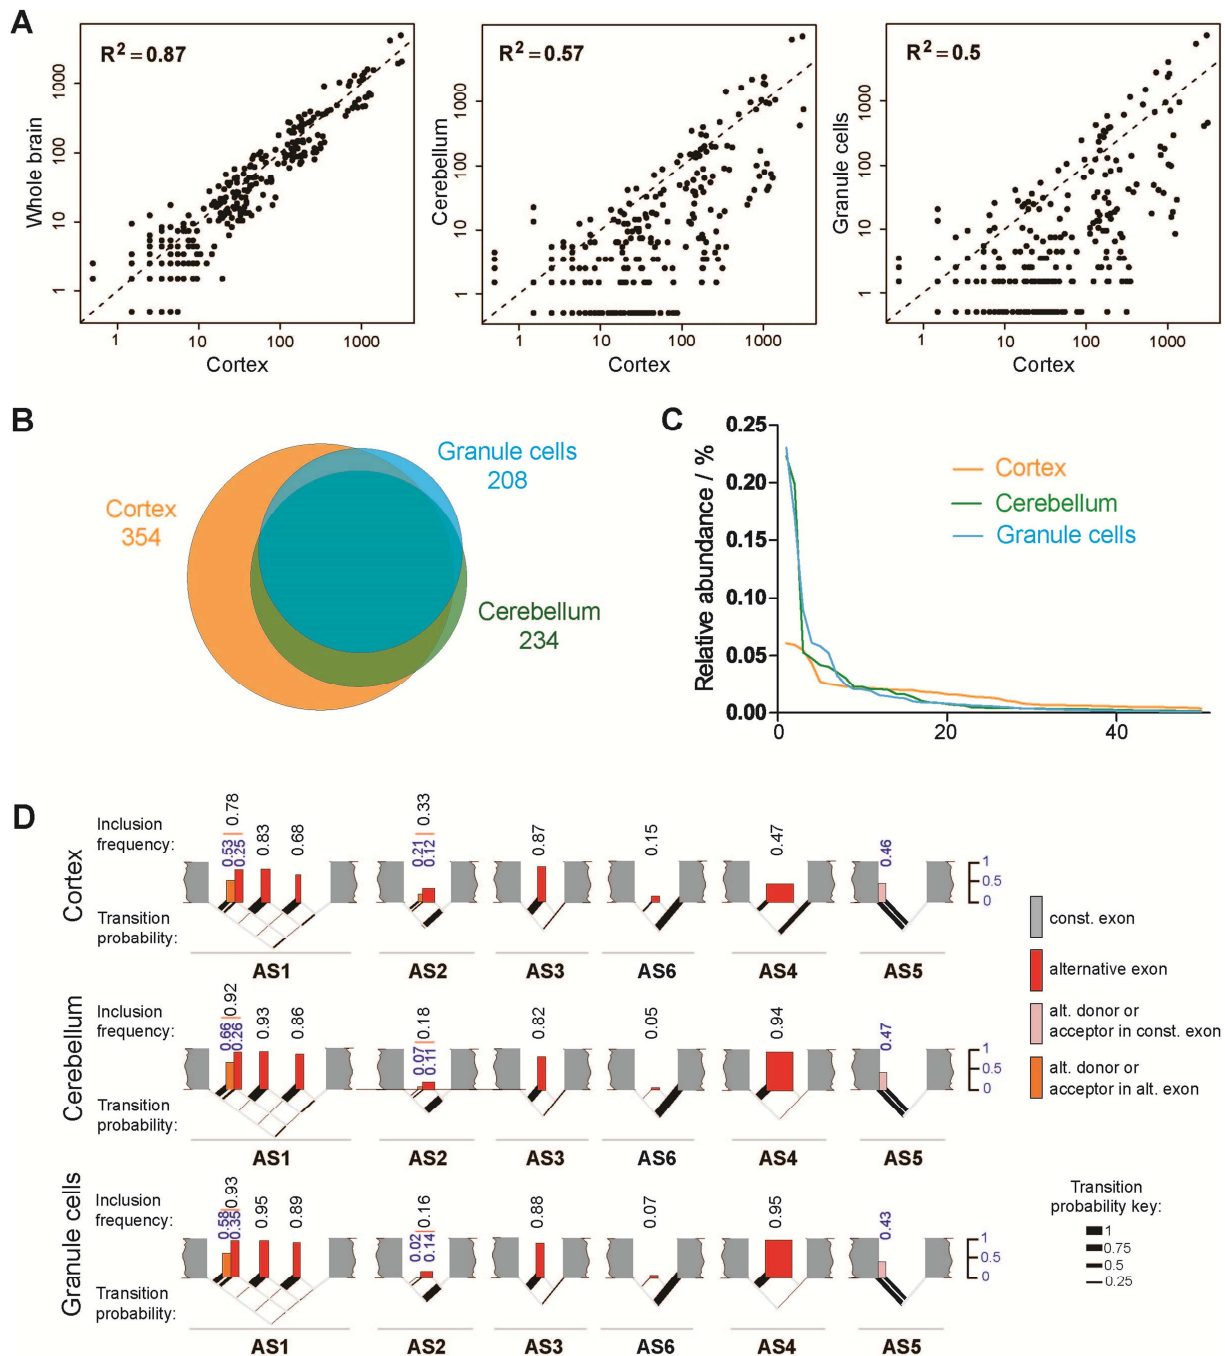 A
R² = 0.87
Whole brain
1000
100
10
1
1 10 100 1000
Cortex
R² = 0.57
Cerebellum
1000
100
10
1
1 10 100 1000
Cortex
R² = 0.5
Granule cells
1000
100
10
1
1 10 100 1000
Cortex
B
Granule cells
208
Cortex
354
Cerebellum
234
C
Relative abundance / %
0.25
0.20
0.15
0.10
0.05
0.00
0 20 40
Cortex
Cerebellum
Granule cells
D
Cortex
Inclusion
frequency:
0.53 0.25 0.78 0.83 0.68 0.21 0.12 0.33 0.87 0.15 0.47 0.46
1
0.5
0
Transition
probability:
AS1 AS2 AS3 AS6 AS4 AS5
Cerebellum
Inclusion
frequency:
0.66 0.26 0.92 0.93 0.86 0.07 0.11 0.18 0.82 0.05 0.94 0.47
1
0.5
0
Transition
probability:
AS1 AS2 AS3 AS6 AS4 AS5
Granule cells
Inclusion
frequency:
0.58 0.35 0.93 0.95 0.89 0.02 0.14 0.16 0.88 0.07 0.95 0.43
1
0.5
0
Transition
probability:
AS1 AS2 AS3 AS6 AS4 AS5
const. exon
alternative exon
alt. donor or
acceptor in const. exon
alt. donor or
acceptor in alt. exon
Transition
probability key:
1
0.75
0.5
0.25